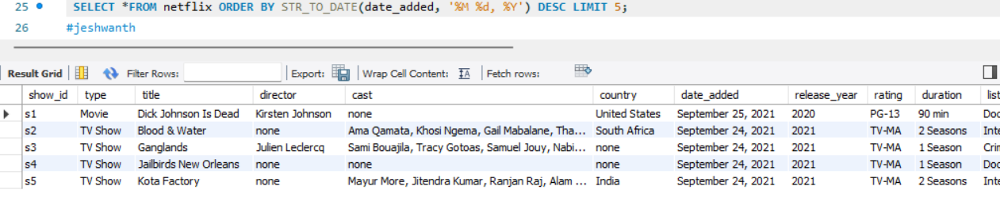 25 SELECT *FROM netflix ORDER BY STR_TO_DATE(date_added, '%M %d, %Y') DESC LIMIT 5;
26 #jeshwanth
Result Grid Filter Rows: Export: Wrap Cell Content: IA Fetch rows:
show_id type title director cast country date_added release_year rating duration list
s1 Movie Dick Johnson Is Dead Kirsten Johnson none United States September 25, 2021 2020 PG-13 90 min Doc
s2 TV Show Blood & Water none Ama Qamata, Khosi Ngema, Gail Mabalane, Tha... South Africa September 24, 2021 2021 TV-MA 2 Seasons Inte
s3 TV Show Ganglands Julien Leclercq Sami Bouajila, Tracy Gotoas, Samuel Jouy, Nabi... none September 24, 2021 2021 TV-MA 1 Season Crim
s4 TV Show Jailbirds New Orleans none none none September 24, 2021 2021 TV-MA 1 Season Doc
s5 TV Show Kota Factory none Mayur More, Jitendra Kumar, Ranjan Raj, Alam ... India September 24, 2021 2021 TV-MA 2 Seasons Inte